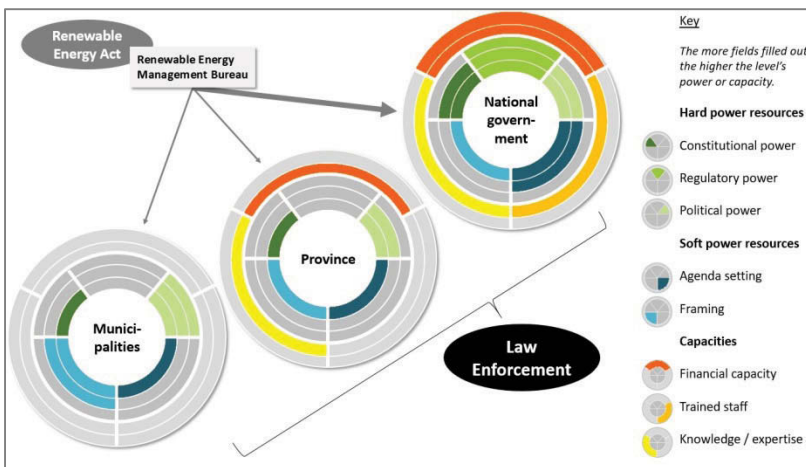 Renewable
Energy Act
Renewable Energy
Management Bureau
National
govern-
ment
Province
Munici-
palities
Law
Enforcement
Key
The more fields filled out
the higher the level's
power or capacity.
Hard power resources
Constitutional power
Regulatory power
Political power
Soft power resources
Agenda setting
Framing
Capacities
Financial capacity
Trained staff
Knowledge / expertise